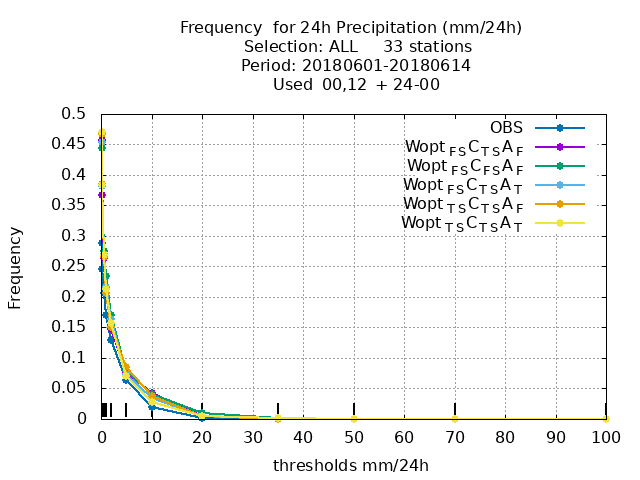 Frequency for 24h Precipitation (mm/24h)
Selection: ALL 33 stations
Period: 20180601-20180614
Used 00,12 + 24-00
0.5
0.45
0.4
0.35
0.3
0.25
0.2
0.15
0.1
0.05
0
Frequency
OBS
Wopt FS C TS A F
Wopt FS C FS A F
Wopt FS C TS A T
Wopt TS C TS A F
Wopt TS C TS A T
0 10 20 30 40 50 60 70 80 90 100
thresholds mm/24h